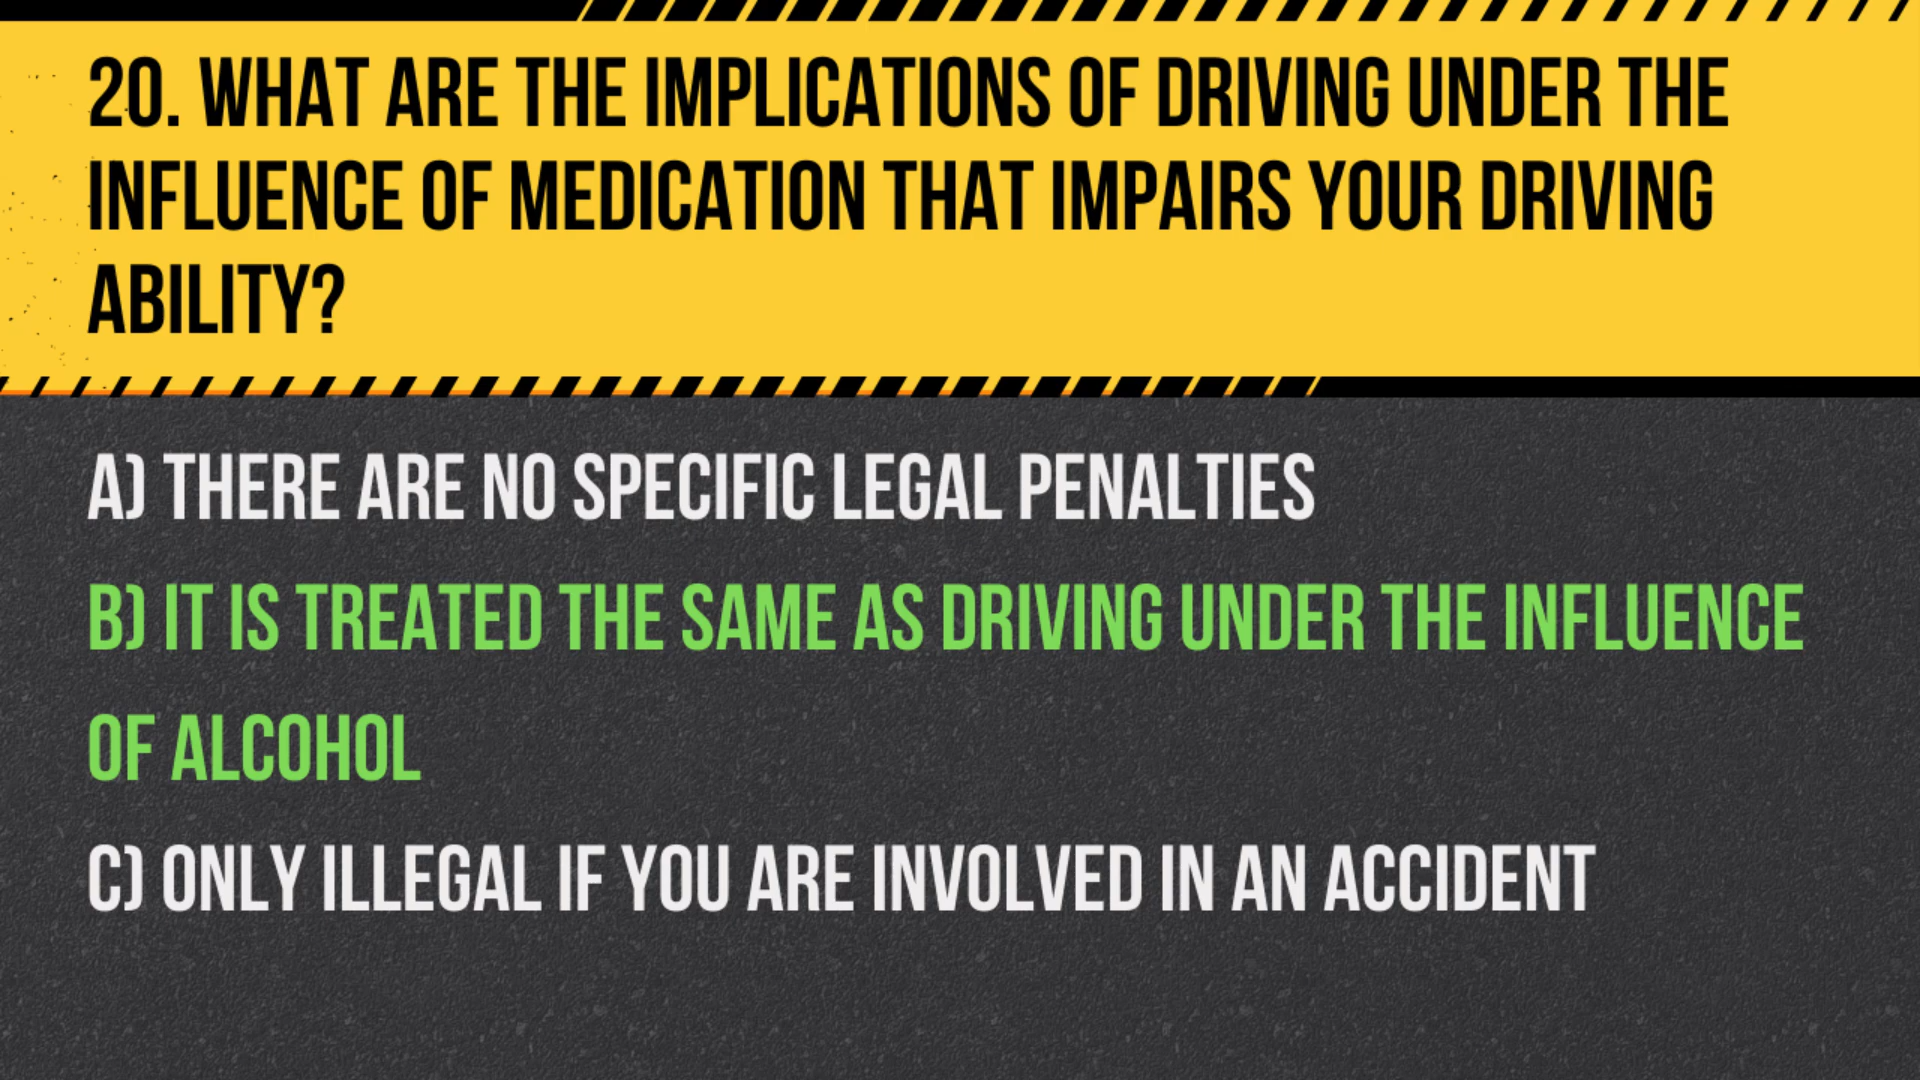 20. WHAT ARE THE IMPLICATIONS OF DRIVING UNDER THE
INFLUENCE OF MEDICATION THAT IMPAIRS YOUR DRIVING
ABILITY?
A) THERE ARE NO SPECIFIC LEGAL PENALTIES
B) IT IS TREATED THE SAME AS DRIVING UNDER THE INFLUENCE
OF ALCOHOL
C) ONLY ILLEGAL IF YOU ARE INVOLVED IN AN ACCIDENT